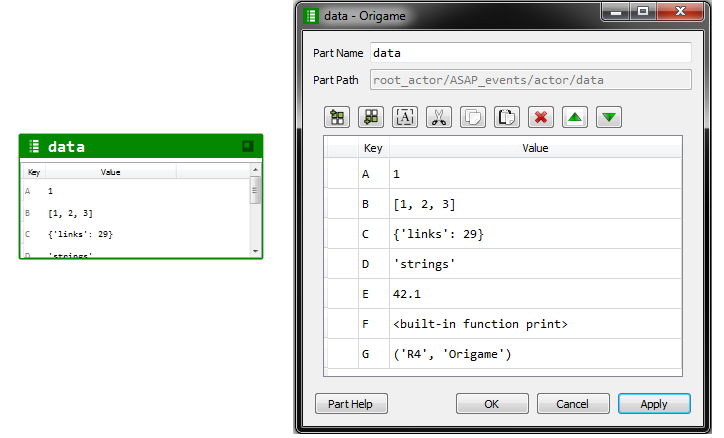 data
Key Value
A 1
B [1, 2, 3]
C {'links': 29}
D 'strings'
data - Origame
Part Name data
Part Path root_actor/ASAP_events/actor/data
Key Value
A 1
B [1, 2, 3]
C {'links': 29}
D 'strings'
E 42.1
F <built-in function print>
G ('R4', 'Origame')
Part Help OK Cancel Apply